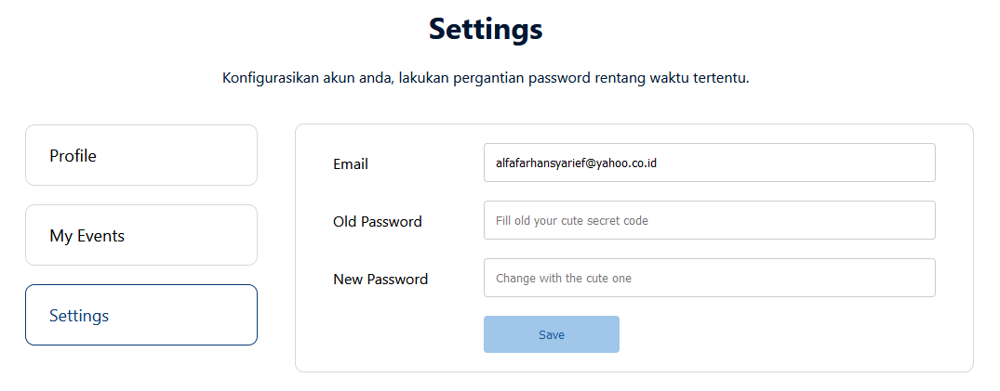 Settings
Konfigurasikan akun anda, lakukan pergantian password rentang waktu tertentu.
Profile
My Events
Settings
Email
alfafarhansyarief@yahoo.co.id
Old Password
Fill old your cute secret code
New Password
Change with the cute one
Save